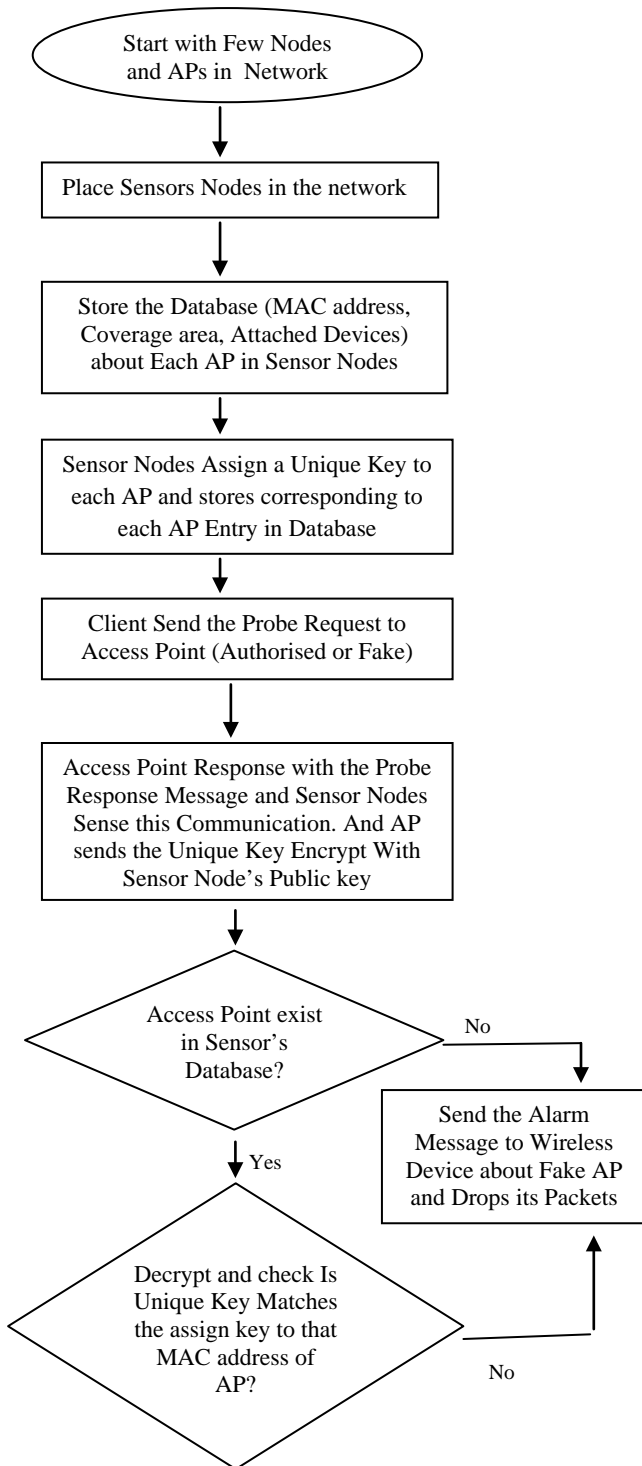 Start with Few Nodes
and APs in Network
Place Sensors Nodes in the network
Store the Database (MAC address,
Coverage area, Attached Devices)
about Each AP in Sensor Nodes
Sensor Nodes Assign a Unique Key to
each AP and stores corresponding to
each AP Entry in Database
Client Send the Probe Request to
Access Point (Authorised or Fake)
Access Point Response with the Probe
Response Message and Sensor Nodes
Sense this Communication. And AP
sends the Unique Key Encrypt With
Sensor Node's Public key
Access Point exist
in Sensor's
Database?
No
Send the Alarm
Message to Wireless
Device about Fake AP
and Drops its Packets
Yes
Decrypt and check Is
Unique Key Matches
the assign key to that
MAC address of
AP?
No